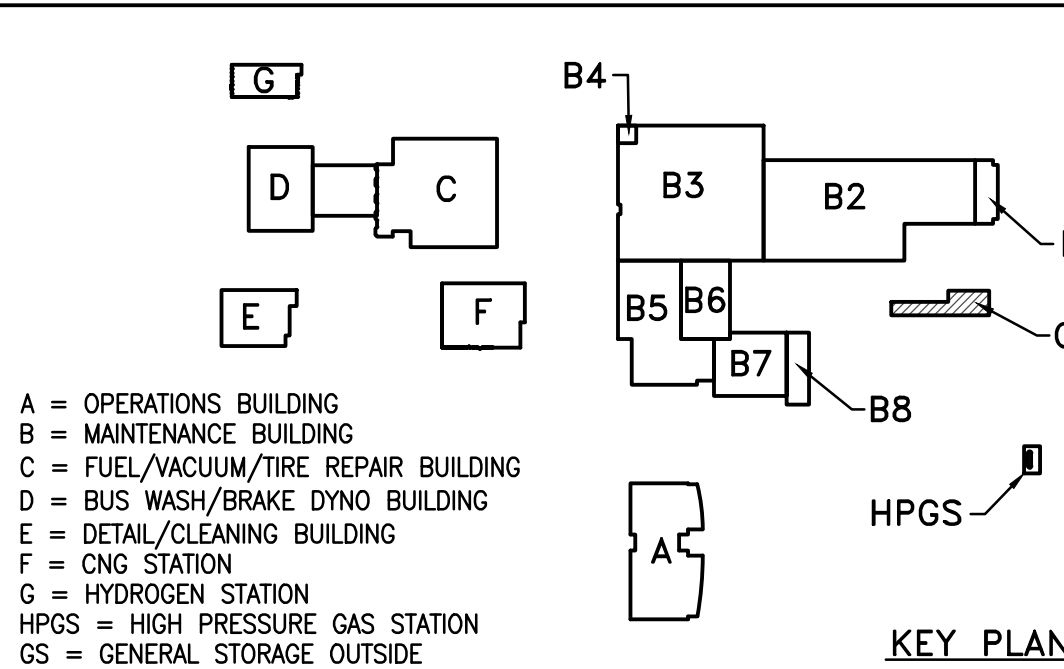 G
B4
D
C
B3
B2
E
F
B5
B6
B7
B8
A = OPERATIONS BUILDING
B = MAINTENANCE BUILDING
C = FUEL/VACUUM/TIRE REPAIR BUILDING
D = BUS WASH/BRAKE DYNO BUILDING
E = DETAIL/CLEANING BUILDING
F = CNG STATION
G = HYDROGEN STATION
HPGS = HIGH PRESSURE GAS STATION
GS = GENERAL STORAGE OUTSIDE
HPGS
A
KEY PLAN